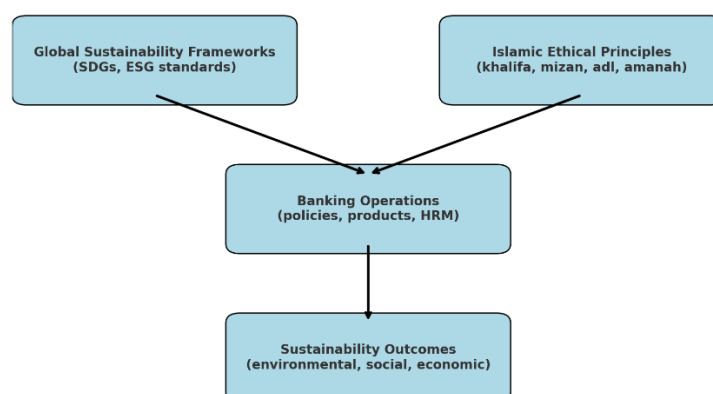 Global Sustainability Frameworks
(SDGs, ESG standards)
Islamic Ethical Principles
(khalifa, mizan, adl, amanah)
Banking Operations
(policies, products, HRM)
Sustainability Outcomes
(environmental, social, economic)